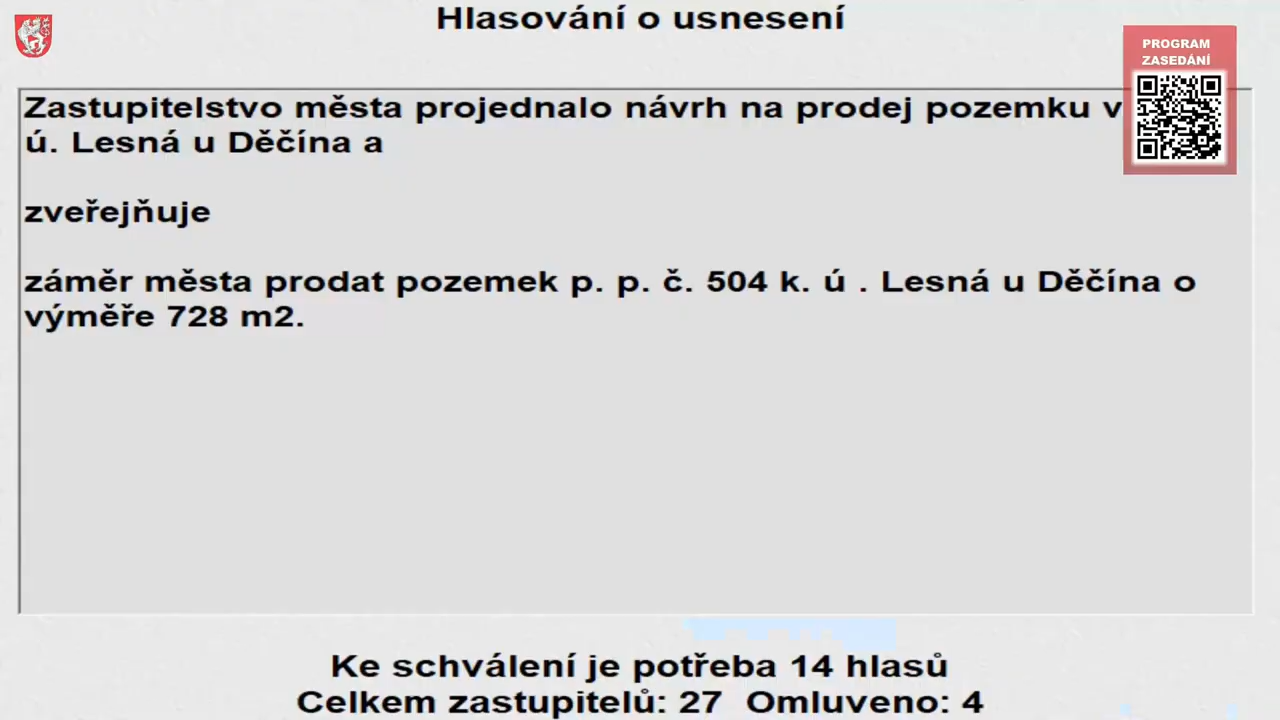 Hlasování o usnesení
PROGRAM
ZASEDÁNÍ
Zastupitelstvo města projednalo návrh na prodej pozemku v
ú. Lesná u Děčína a
zveřejňuje
záměr města prodat pozemek p. p. č. 504 k. ú . Lesná u Děčína o
výměře 728 m2.
Ke schválení je potřeba 14 hlasů
Celkem zastupitelů: 27 Omluveno: 4